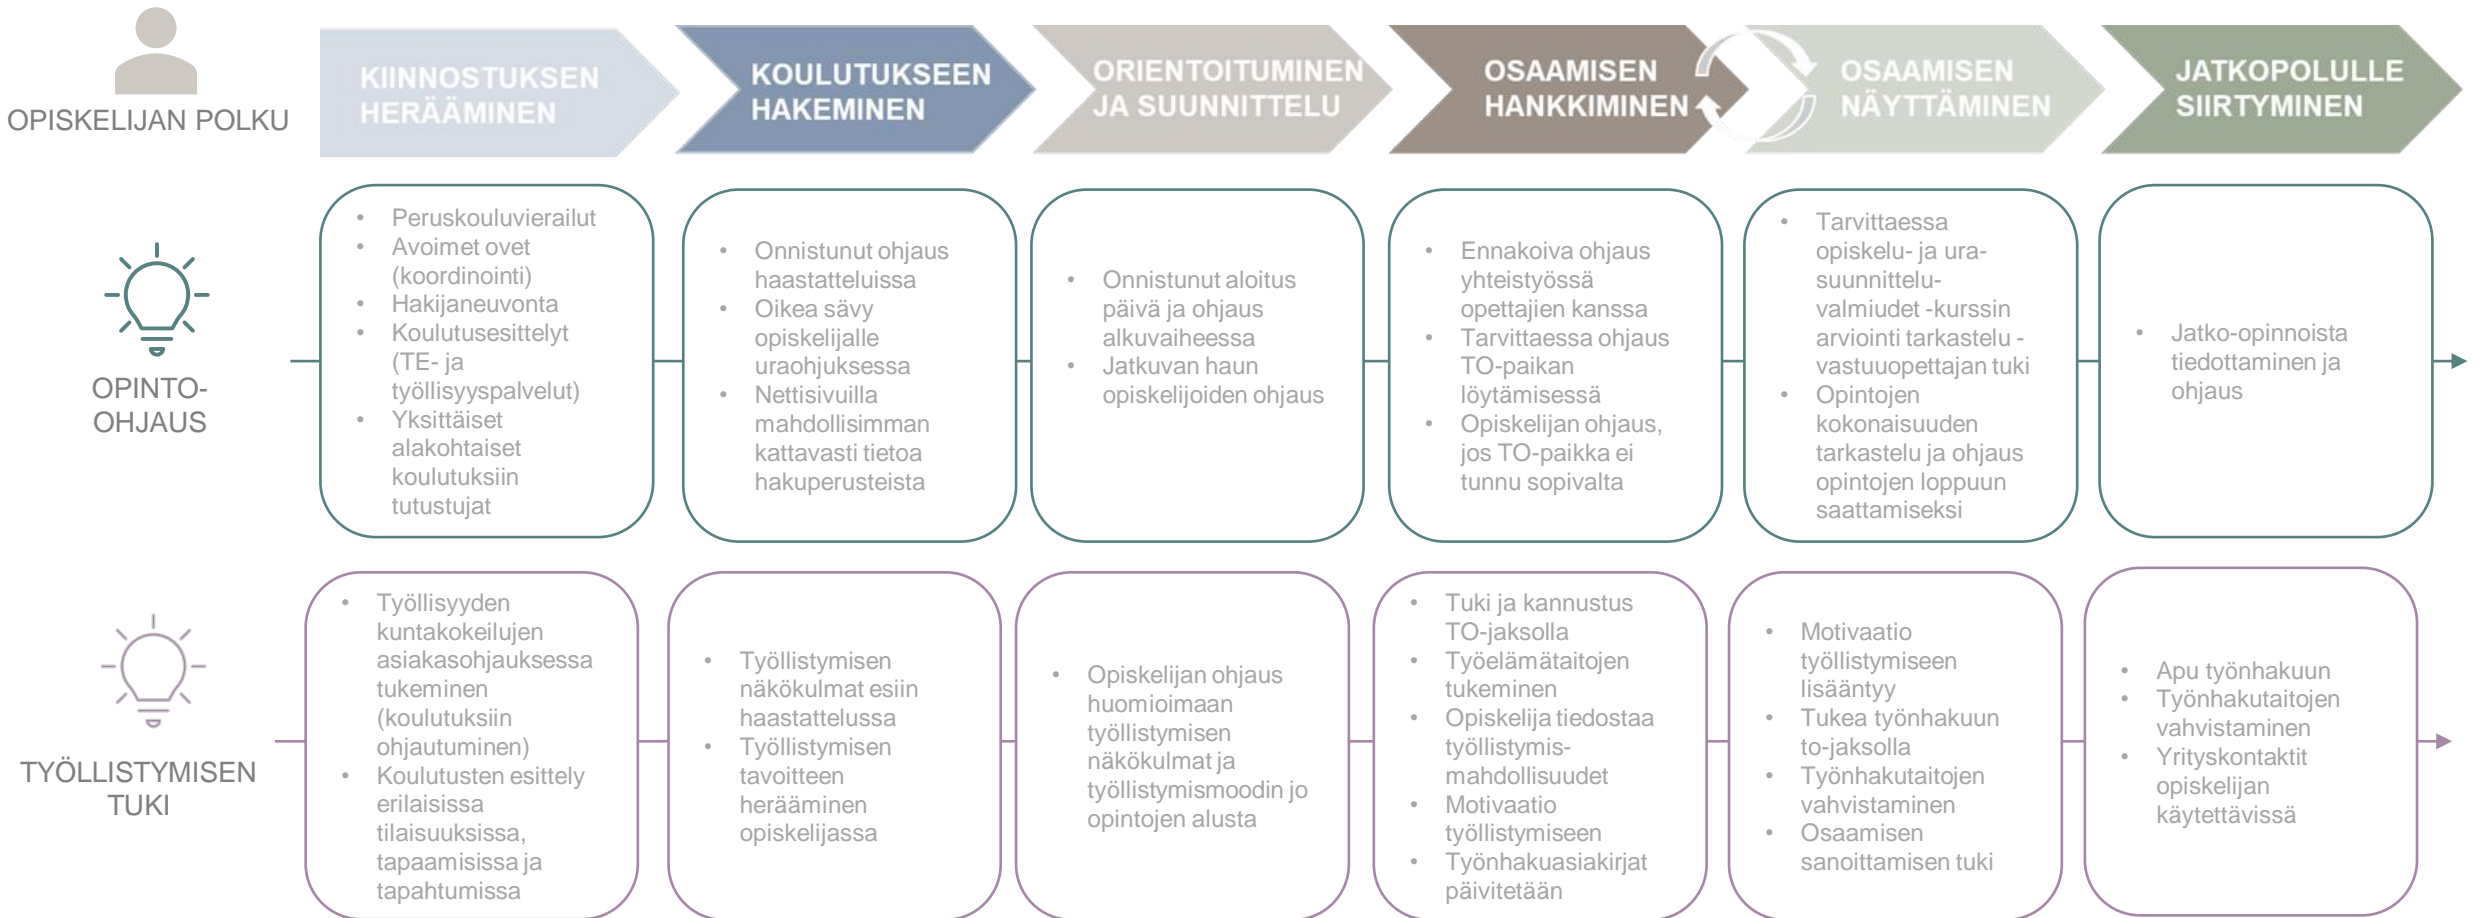 OPISKELIJAN POLKU
KIINNOSTUKSEN
HERÄÄMINEN
KOULUTUKSEEN
HAKEMINEN
ORIENTOITUMINEN
JA SUUNNITTELU
OSAAMISEN
HANKKIMINEN
OSAAMISEN
NÄYTTÄMINEN
JATKOPOLULLE
SIIRTYMINEN
OPINTO-
OHJAUS
• Peruskouluvierailut
• Avoimet ovet
(koordinointi)
• Hakijaneuvonta
• Koulutusesittelyt
(TE- ja
työllisyyspalvelut)
• Yksittäiset
alakohtaiset
koulutuksiin
tutustujat
• Onnistunut ohjaus
haastatteluissa
• Oikea sävy
opiskelijalle
uraohjuksessa
• Nettisivuilla
mahdollisimman
kattavasti tietoa
hakuperusteista
• Onnistunut aloitus
päivä ja ohjaus
alkuvaiheessa
• Jatkuvan haun
opiskelijoiden ohjaus
• Ennakoiva ohjaus
yhteistyössä
opettajien kanssa
• Tarvittaessa ohjaus
TO-paikan
löytämisessä
• Opiskelijan ohjaus,
jos TO-paikka ei
tunnu sopivalta
• Tarvittaessa
opiskelu- ja ura-
suunnittelu-
valmiudet -kurssin
arviointi tarkastelu -
vastuuopettajan tuki
• Opintojen
kokonaisuuden
tarkastelu ja ohjaus
opintojen loppuun
saattamiseksi
• Jatko-opinnoista
tiedottaminen ja
ohjaus
TYÖLLISTYMISEN
TUKI
• Työllisyyden
kuntakokeilujen
asiakasohjauksessa
tukeminen
(koulutuksiin
ohjautuminen)
• Koulutusten esittely
erilaisissa
tilaisuuksissa,
tapaamisissa ja
tapahtumissa
• Työllistymisen
näkökulmat esiin
haastattelussa
• Työllistymisen
tavoitteen
herääminen
opiskelijassa
• Opiskelijan ohjaus
huomioimaan
työllistymisen
näkökulmat ja
työllistymismoodin jo
opintojen alusta
• Tuki ja kannustus
TO-jaksolla
• Työelämätaitojen
tukeminen
• Opiskelija tiedostaa
työllistymis-
mahdollisuudet
• Motivaatio
työllistymiseen
• Työnhakuasiakirjat
päivitetään
• Motivaatio
työllistymiseen
lisääntyy
• Tukea työnhakuun
to-jaksolla
• Työnhakutaitojen
vahvistaminen
• Osaamisen
sanoittamisen tuki
• Apu työnhakuun
• Työnhakutaitojen
vahvistaminen
• Yrityskontaktit
opiskelijan
käytettävissä